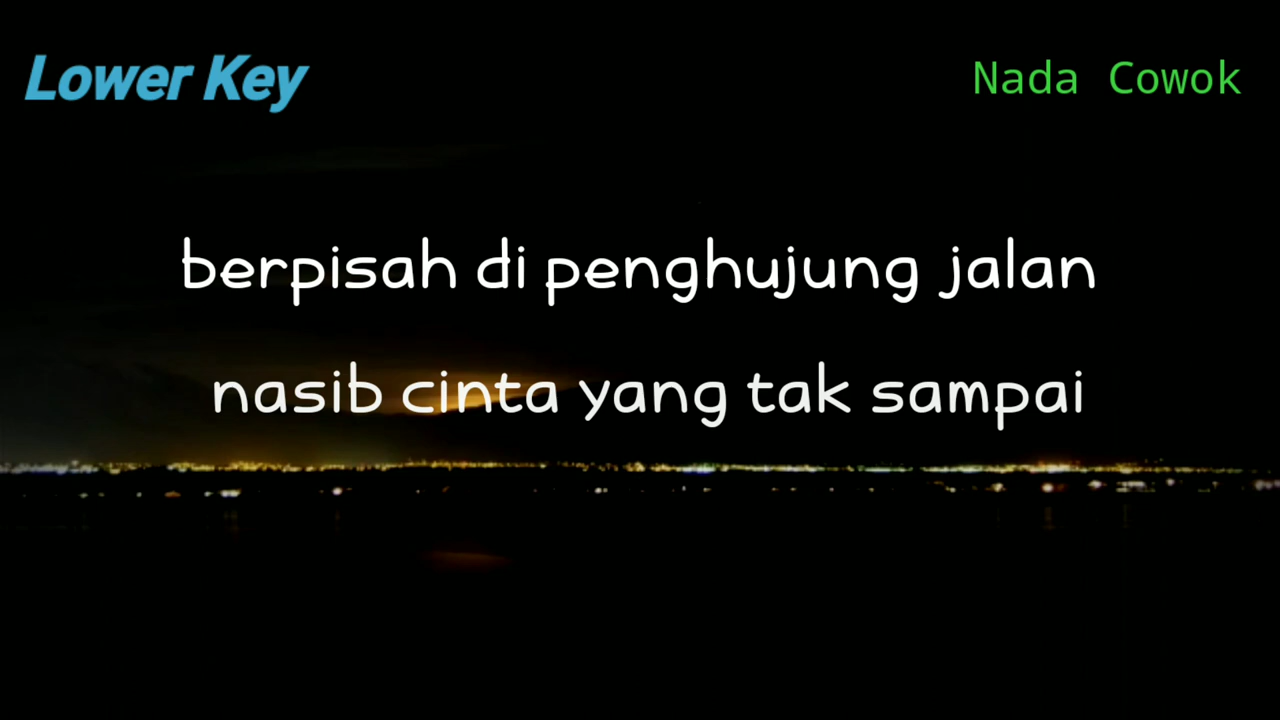 Lower Key
Nada Cowok
berpisah di penghujung jalan
nasib cinta yang tak sampai